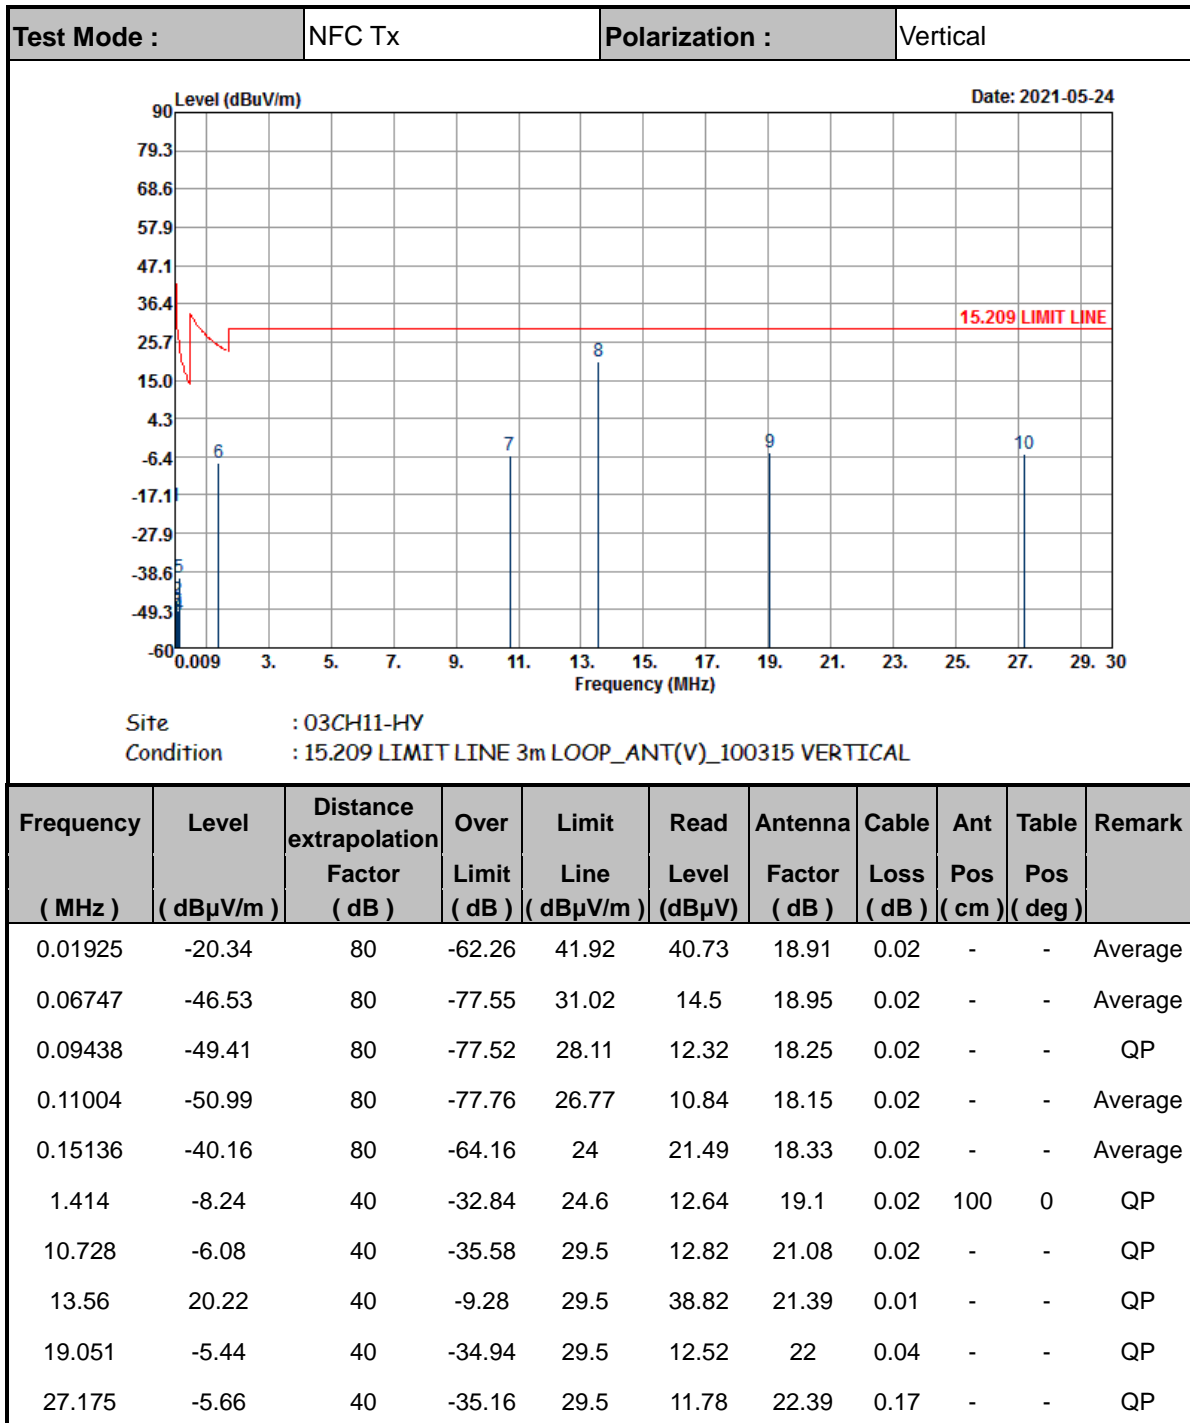 Test Mode : NFC Tx Polarization : Vertical
Level (dBuV/m) Date: 2021-05-24
90
79.3
68.6
57.9
47.1
36.4
15.209 LIMIT LINE
25.7
8
15.0
4.3
6 7 9 10
-6.4
-17.1
-27.9
5
-38.6
-49.3
-60
0.009 3. 5. 7. 9. 11. 13. 15. 17. 19. 21. 23. 25. 27. 29. 30
Frequency (MHz)
Site : 03CH11-HY
Condition : 15.209 LIMIT LINE 3m LOOP_ANT(V)_100315 VERTICAL
Frequency Level Distance extrapolation Over Limit Read Antenna Cable Ant Table Remark
Factor Limit Line Level Factor Loss Pos Pos
( MHz ) ( dBµV/m ) ( dB ) ( dB ) ( dBµV/m ) (dBµV) ( dB ) ( dB ) ( cm ) ( deg )
0.01925 -20.34 80 -62.26 41.92 40.73 18.91 0.02 - - Average
0.06747 -46.53 80 -77.55 31.02 14.5 18.95 0.02 - - Average
0.09438 -49.41 80 -77.52 28.11 12.32 18.25 0.02 - - QP
0.11004 -50.99 80 -77.76 26.77 10.84 18.15 0.02 - - Average
0.15136 -40.16 80 -64.16 24 21.49 18.33 0.02 - - Average
1.414 -8.24 40 -32.84 24.6 12.64 19.1 0.02 100 0 QP
10.728 -6.08 40 -35.58 29.5 12.82 21.08 0.02 - - QP
13.56 20.22 40 -9.28 29.5 38.82 21.39 0.01 - - QP
19.051 -5.44 40 -34.94 29.5 12.52 22 0.04 - - QP
27.175 -5.66 40 -35.16 29.5 11.78 22.39 0.17 - - QP